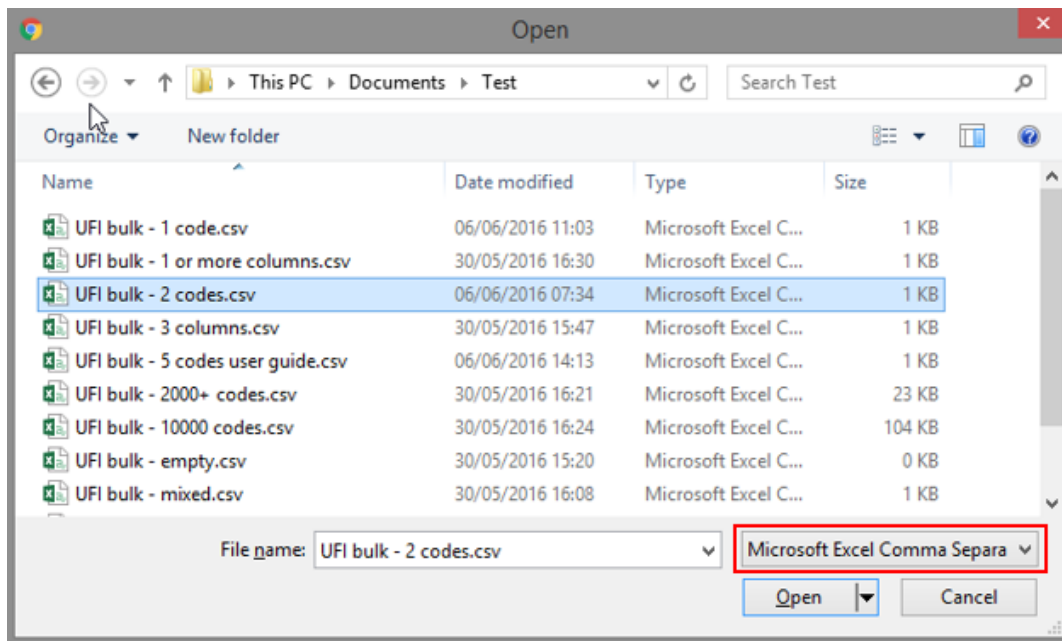 Open
This PC Documents Test Search Test
Organize New folder
Name Date modified Type Size
UFI bulk - 1 code.csv 06/06/2016 11:03 Microsoft Excel C... 1 KB
UFI bulk - 1 or more columns.csv 30/05/2016 16:30 Microsoft Excel C... 1 KB
UFI bulk - 2 codes.csv 06/06/2016 07:34 Microsoft Excel C... 1 KB
UFI bulk - 3 columns.csv 30/05/2016 15:47 Microsoft Excel C... 1 KB
UFI bulk - 5 codes user guide.csv 06/06/2016 14:13 Microsoft Excel C... 1 KB
UFI bulk - 2000+ codes.csv 30/05/2016 16:21 Microsoft Excel C... 23 KB
UFI bulk - 10000 codes.csv 30/05/2016 16:24 Microsoft Excel C... 104 KB
UFI bulk - empty.csv 30/05/2016 15:20 Microsoft Excel C... 0 KB
UFI bulk - mixed.csv 30/05/2016 16:08 Microsoft Excel C... 1 KB
File name: UFI bulk - 2 codes.csv Microsoft Excel Comma Separa
Open Cancel